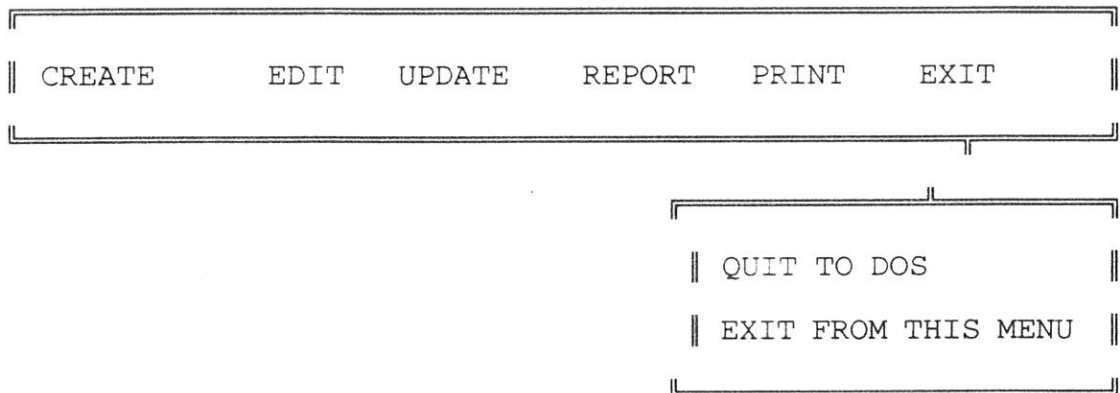 CREATE EDIT UPDATE REPORT PRINT EXIT
QUIT TO DOS
EXIT FROM THIS MENU